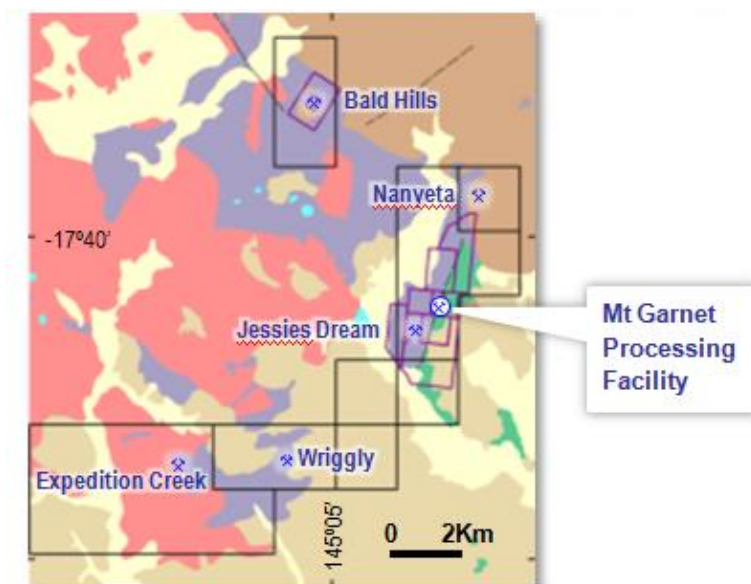 Bald Hills
Nanyeta
-17º40'
Mt Garnet
Processing
Facility
Jessies Dream
Wriggly
Expedition Creek
145º05'
0 2Km